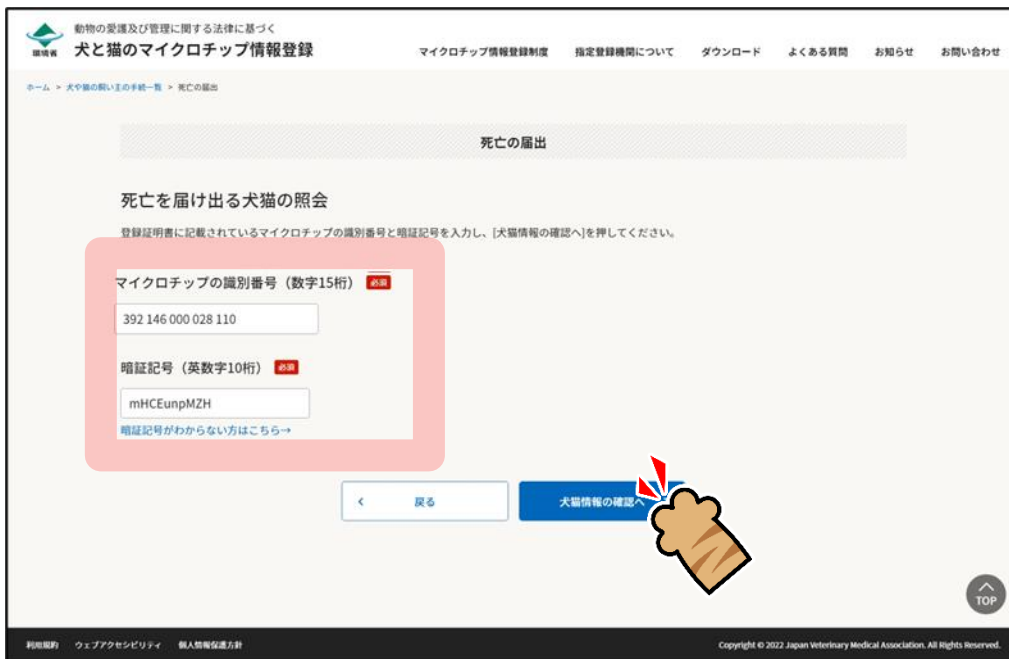 動物の愛護及び管理に関する法律に基づく
環境省
犬と猫のマイクロチップ情報登録
マイクロチップ情報登録制度 指定登録機関について ダウンロード よくある質問 お知らせ お問い合わせ
ホーム > 犬や猫の飼い主の手続一覧 > 死亡の届出
死亡の届出
死亡を届け出る犬猫の照会
登録証明書に記載されているマイクロチップの識別番号と暗証記号を入力し、[犬猫情報の確認へ]を押してください。
マイクロチップの識別番号（数字15桁） 必須
392 146 000 028 110
暗証記号（英数字10桁） 必須
mHCEunpMZH
暗証記号がわからない方はこちら→
< 戻る
犬猫情報の確認へ
TOP
利用規約 ウェブアクセシビリティ 個人情報保護方針
Copyright © 2022 Japan Veterinary Medical Association. All Rights Reserved.